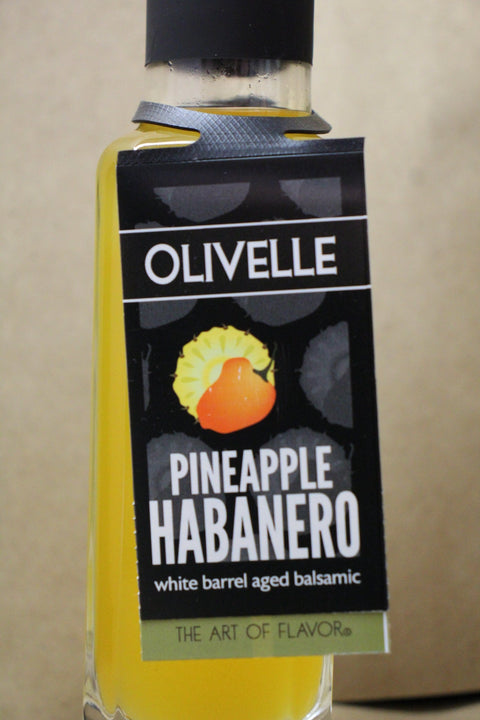 OLIVELLE
PINEAPPLE
HABANERO
white barrel aged balsamic
THE ART OF FLAVOR®